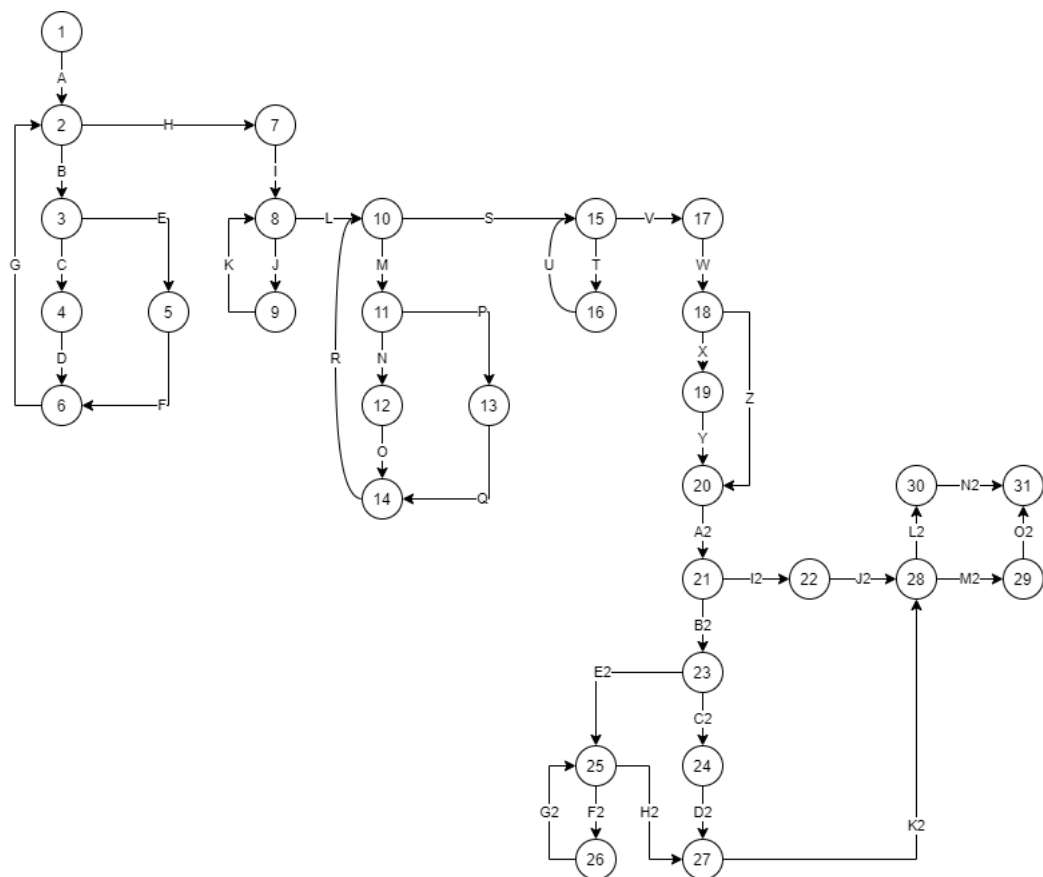 1
A
2
H
7
B
I
3
E
8
L
10
S
15
V
17
G
C
K
J
M
U
T
W
4
5
9
11
P
16
18
D
R
N
X
6
F
12
13
19
Z
O
Y
14
Q
20
30
N2
31
A2
L2
O2
21
I2
22
J2
28
M2
29
B2
E2
23
C2
25
24
G2
F2
H2
D2
K2
26
27